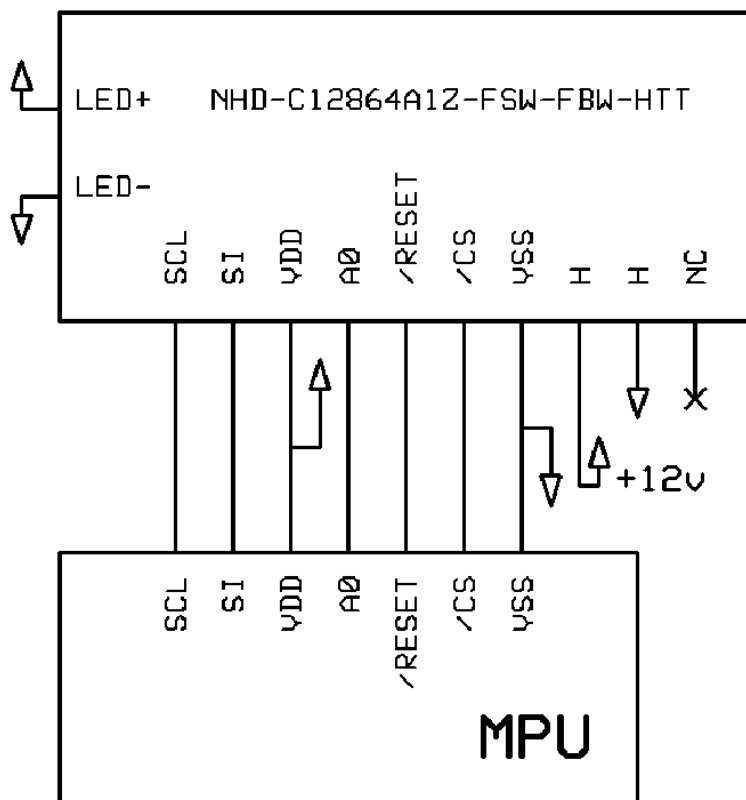 LED+ NHD-C12864A1Z-FSW-FBW-HTT
LED-
SCL SI VDD A0 /RESET /CS VSS H H NC
+12v
SCL SI VDD A0 /RESET /CS VSS
MPU